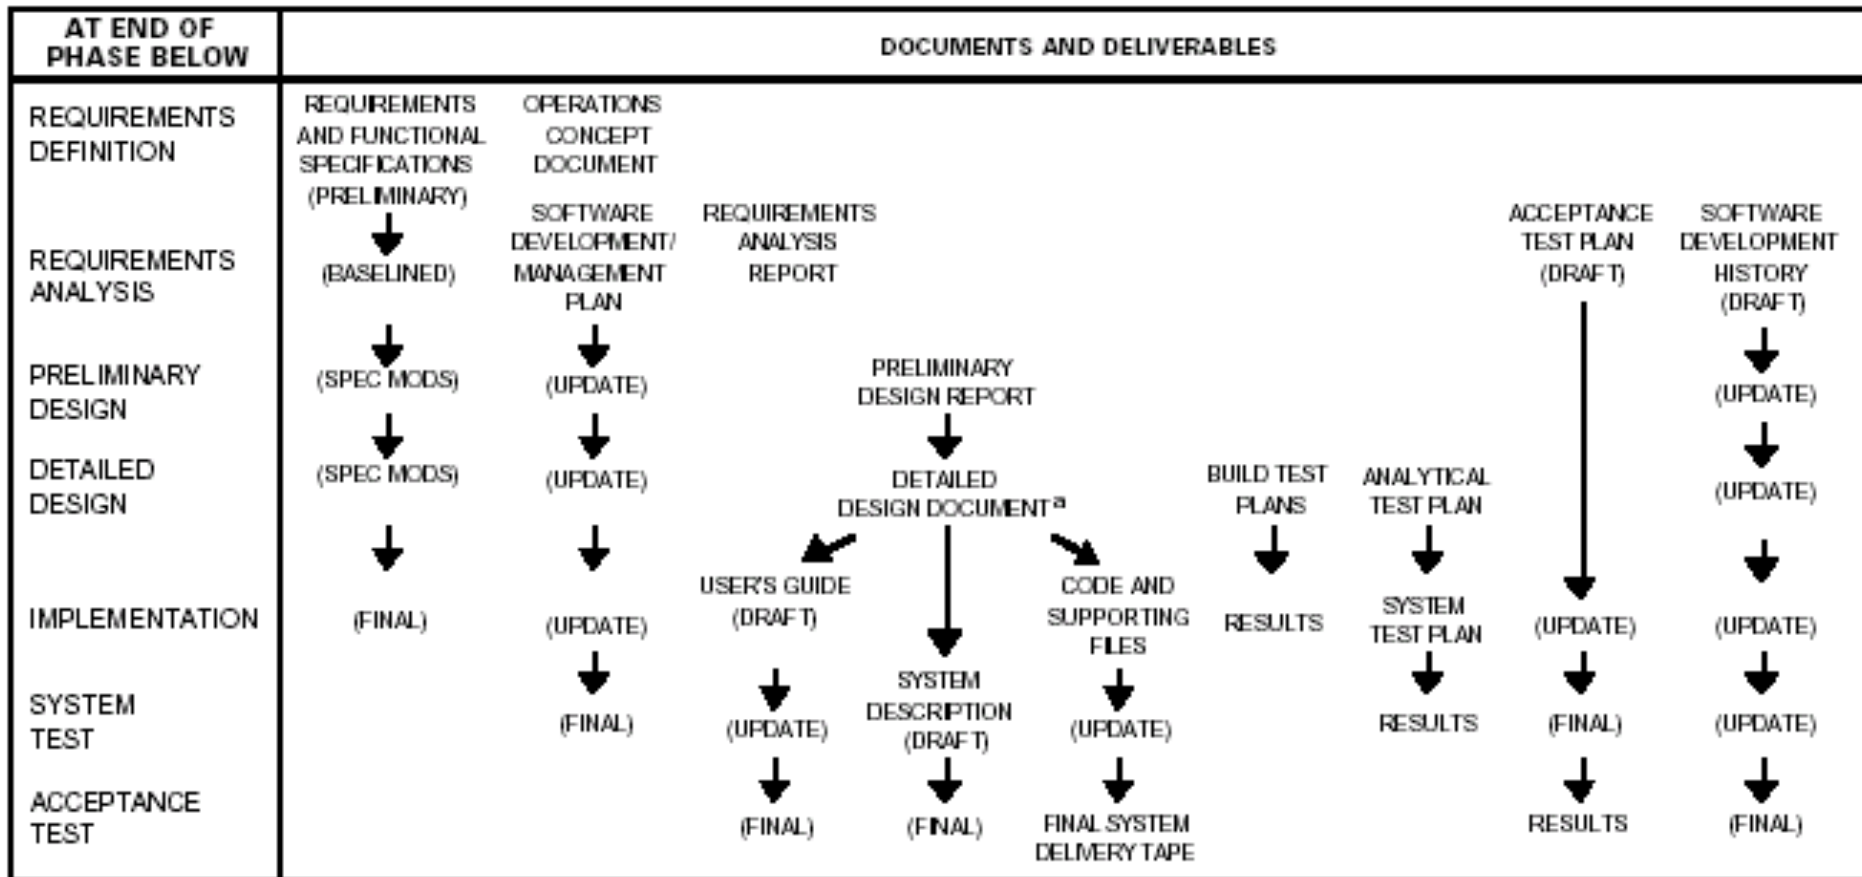 AT END OF
PHASE BELOW
DOCUMENTS AND DELIVERABLES
REQUIREMENTS
DEFINITION
REQUIREMENTS
AND FUNCTIONAL
SPECIFICATIONS
(PRELIMINARY)
OPERATIONS
CONCEPT
DOCUMENT
REQUIREMENTS
ANALYSIS
(BASELINED)
SOFTWARE
DEVELOPMENT/
MANAGEMENT
PLAN
REQUIREMENTS
ANALYSIS
REPORT
ACCEPTANCE
TEST PLAN
(DRAFT)
SOFTWARE
DEVELOPMENT
HISTORY
(DRAFT)
PRELIMINARY
DESIGN
(SPEC MODS)
(UPDATE)
PRELIMINARY
DESIGN REPORT
(UPDATE)
DETAILED
DESIGN
(SPEC MODS)
(UPDATE)
DETAILED
DESIGN DOCUMENT a
BUILD TEST
PLANS
ANALYTICAL
TEST PLAN
(UPDATE)
IMPLEMENTATION
(FINAL)
(UPDATE)
USER'S GUIDE
(DRAFT)
CODE AND
SUPPORTING
FILES
RESULTS
SYSTEM
TEST PLAN
(UPDATE)
(UPDATE)
SYSTEM
TEST
(FINAL)
(UPDATE)
SYSTEM
DESCRIPTION
(DRAFT)
(UPDATE)
RESULTS
(FINAL)
(UPDATE)
ACCEPTANCE
TEST
(FINAL)
(FINAL)
FINAL SYSTEM
DELIVERY TAPE
RESULTS
(FINAL)